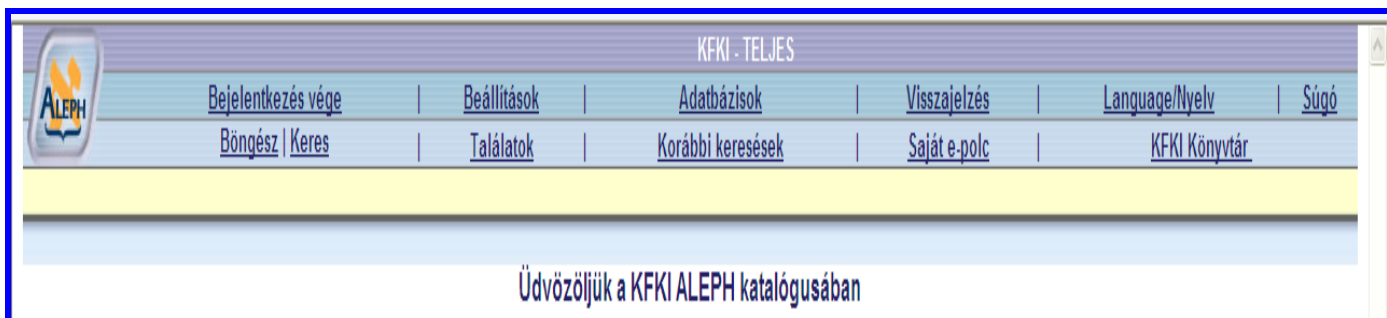 KFKI - TELJES
ALEPH
Bejelentkezés vége | Beállítások | Adatbázisok | Visszajelzés | Language/Nyelv | Súgó
Böngész | Keres | Találatok | Korábbi keresések | Saját e-polc | KFKI Könyvtár
Üdvözöljük a KFKI ALEPH katalógusában